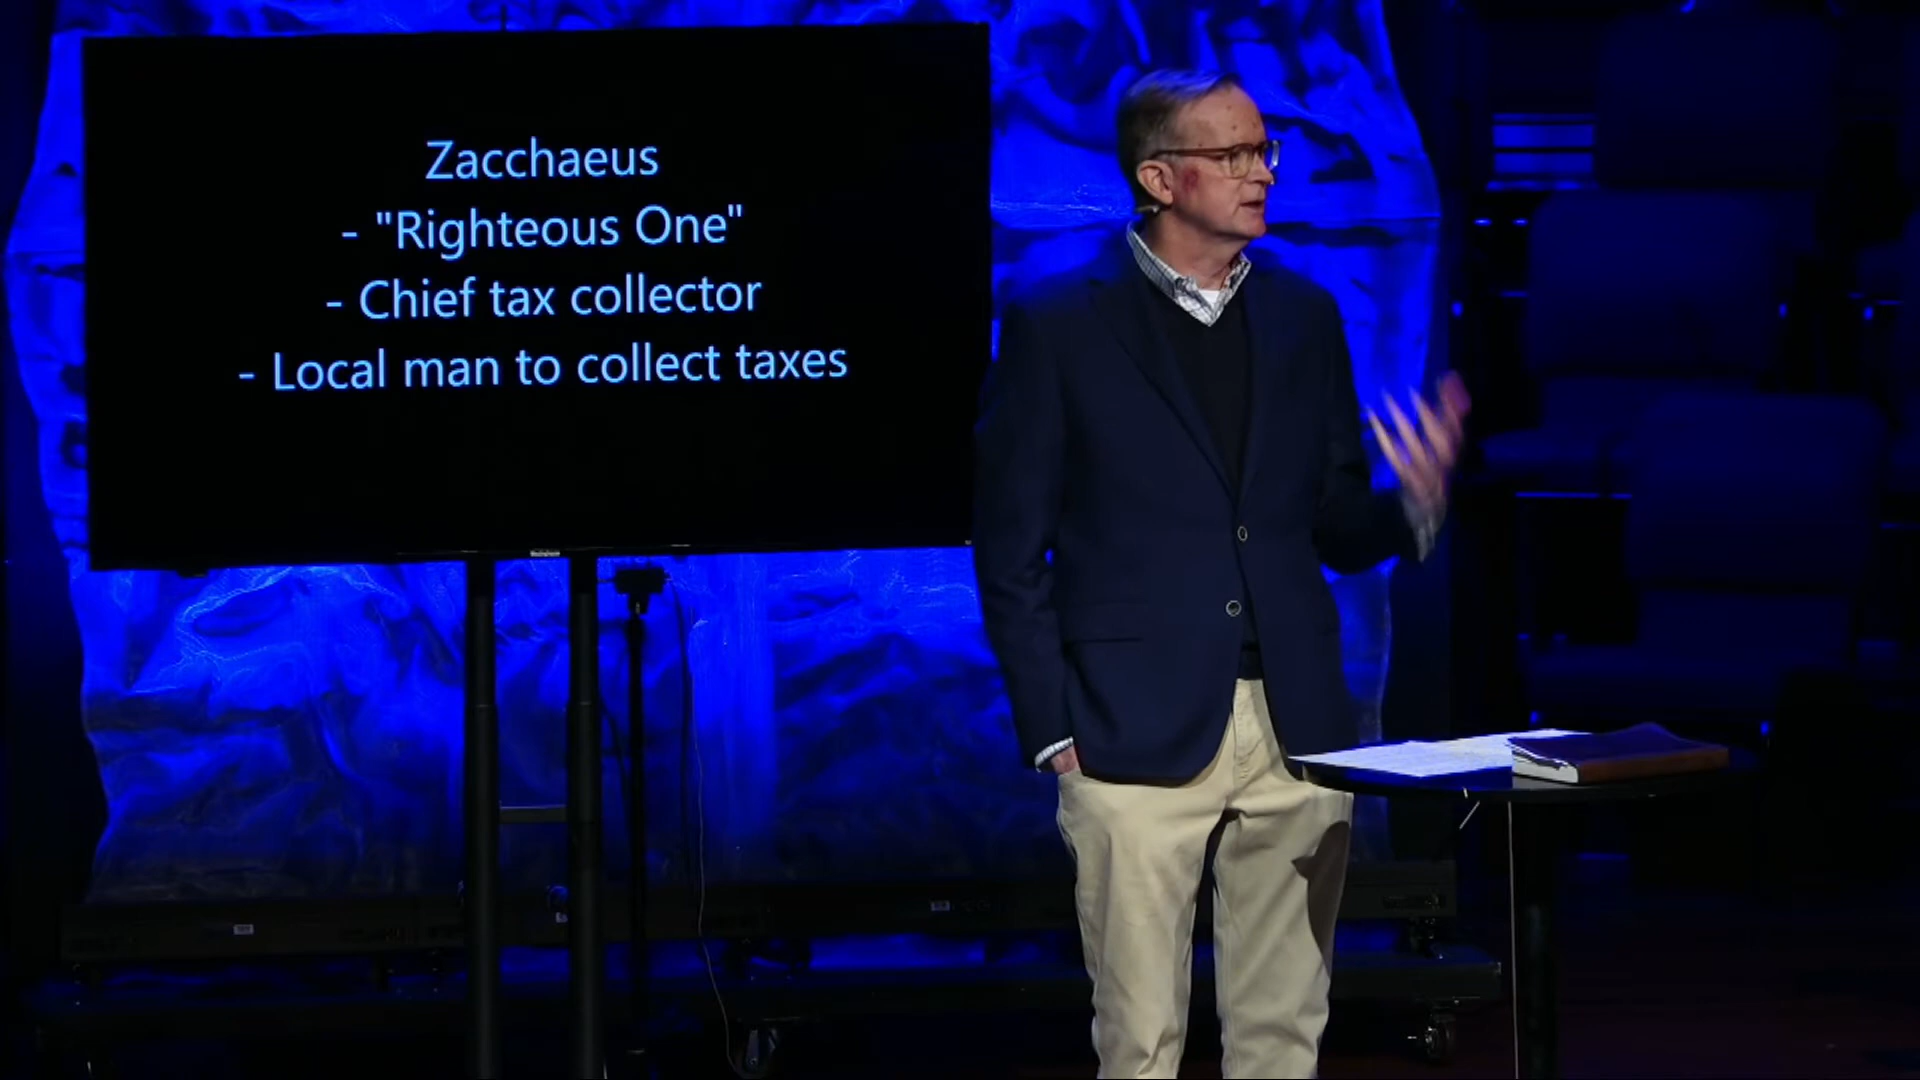 Zacchaeus
- "Righteous One"
- Chief tax collector
- Local man to collect taxes